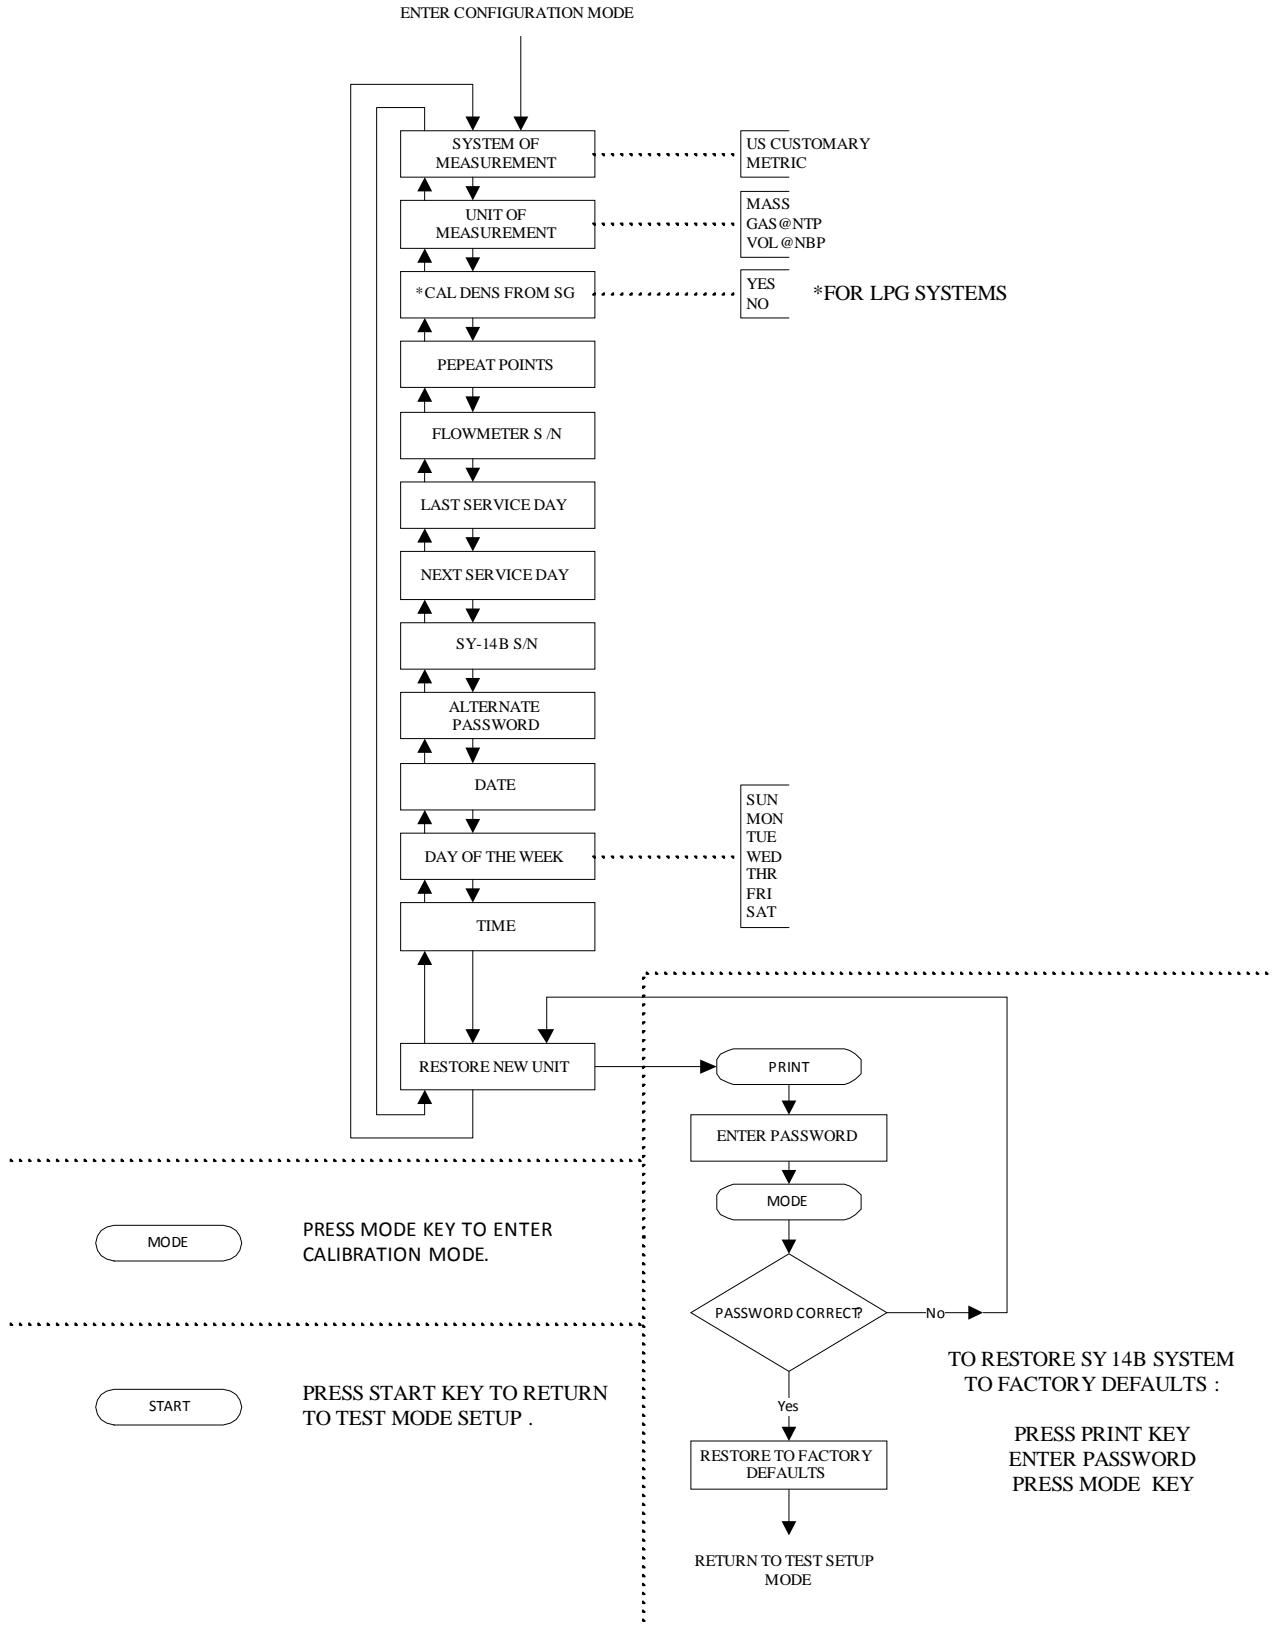 ENTER CONFIGURATION MODE
SYSTEM OF
MEASUREMENT
US CUSTOMARY
METRIC
UNIT OF
MEASUREMENT
MASS
GAS@NTP
VOL@NBP
*CAL DENS FROM SG
YES
NO
*FOR LPG SYSTEMS
PEPEAT POINTS
FLOWMETER S /N
LAST SERVICE DAY
NEXT SERVICE DAY
SY-14B S/N
ALTERNATE
PASSWORD
DATE
DAY OF THE WEEK
SUN
MON
TUE
WED
THR
FRI
SAT
TIME
RESTORE NEW UNIT
PRINT
ENTER PASSWORD
MODE
PASSWORD CORRECT?
No
Yes
RESTORE TO FACTORY
DEFAULTS
RETURN TO TEST SETUP
MODE
TO RESTORE SY 14B SYSTEM
TO FACTORY DEFAULTS :
PRESS PRINT KEY
ENTER PASSWORD
PRESS MODE KEY
MODE
PRESS MODE KEY TO ENTER
CALIBRATION MODE.
START
PRESS START KEY TO RETURN
TO TEST MODE SETUP .